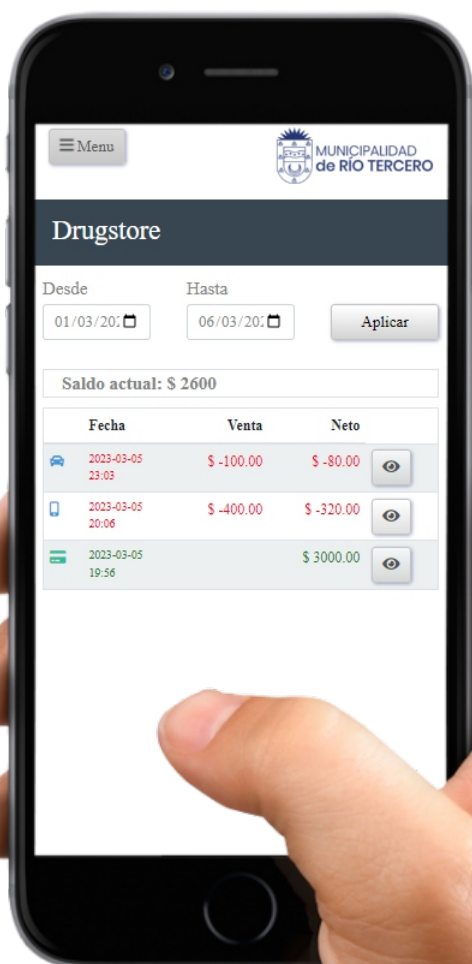 Menu
MUNICIPALIDAD
de RÍO TERCERO
Drugstore
Desde Hasta
01/03/202 06/03/202 Aplicar
Saldo actual: $ 2600
Fecha Venta Neto
2023-03-05 $ -100.00 $ -80.00
23:03
2023-03-05 $ -400.00 $ -320.00
20:06
2023-03-05 $ 3000.00
19:56